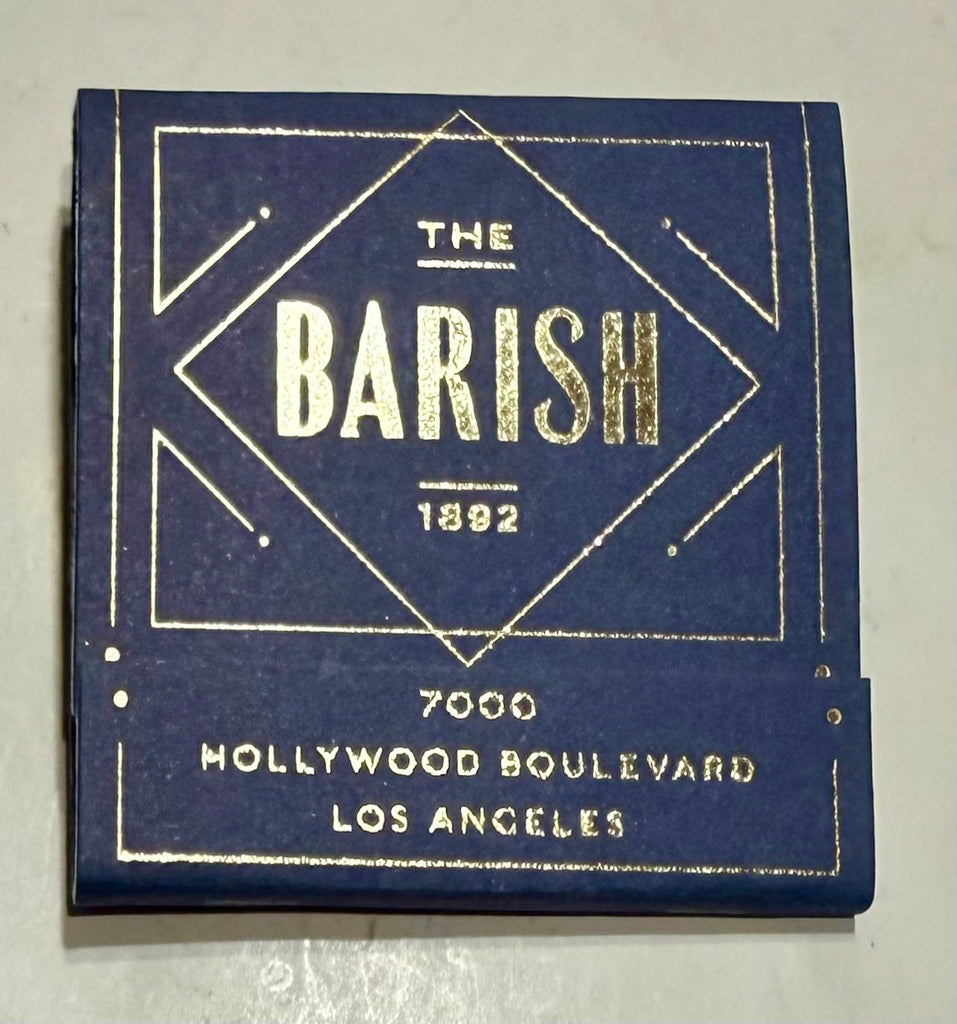 THE
BARISH
1892
7000
HOLLYWOOD BOULEVARD
LOS ANGELES